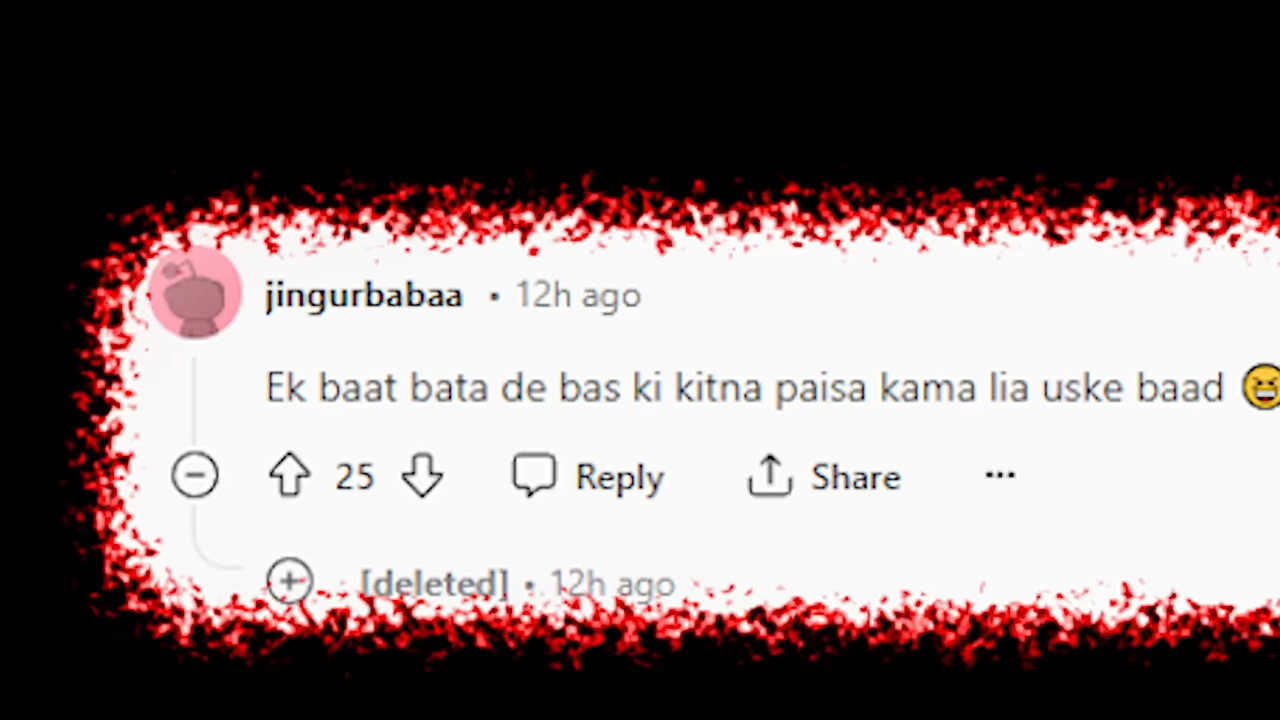 jingurbabaa • 12h ago
Ek baat bata de bas ki kitna paisa kama lia uske baad 😆
25 Reply Share ...
[deleted] • 12h ago